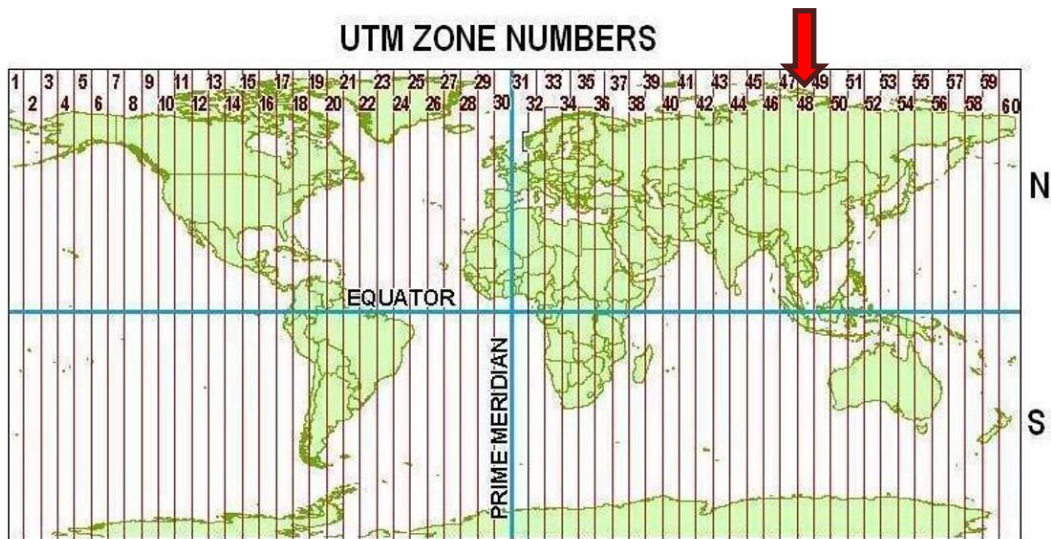 UTM ZONE NUMBERS
1 3 5 7 9 11 13 15 17 19 21 23 25 27 29 31 33 35 37 39 41 43 45 47 49 51 53 55 57 59
2 4 6 8 10 12 14 16 18 20 22 24 26 28 30 32 34 36 38 40 42 44 46 48 50 52 54 56 58 60
N
EQUATOR
PRIME MERIDIAN
S